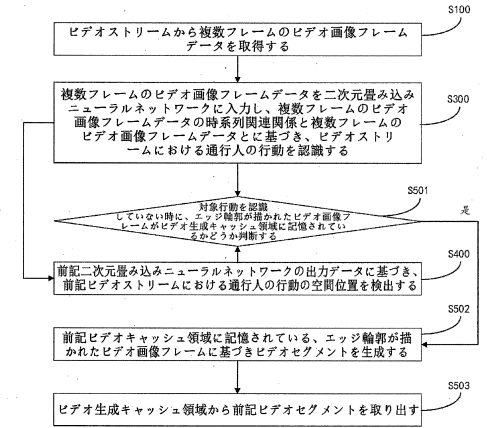 S100
ビデオストリームから複数フレームのビデオ画像フレーム
データを取得する
複数フレームのビデオ画像フレームデータを二次元畳み込み
ニューラルネットワークに入力し、複数フレームのビデオ
画像フレームデータの時系列関連関係と複数フレームの
ビデオ画像フレームデータとに基づき、ビデオストリ
ームにおける通行人の行動を認識する
S300
対象行動を認識
していない時に、エッジ輪郭が描かれたビデオ画像フ
レームがビデオ生成キャッシュ領域に記憶されてい
るかどうか判断する
S501
是
前記二次元畳み込みニューラルネットワークの出力データに基づき、
前記ビデオストリームにおける通行人の行動の空間位置を検出する
S400
S502
前記ビデオキャッシュ領域に記憶されている、エッジ輪郭が描
かれたビデオ画像フレームに基づきビデオセグメントを生成する
S503
ビデオ生成キャッシュ領域から前記ビデオセグメントを取り出す